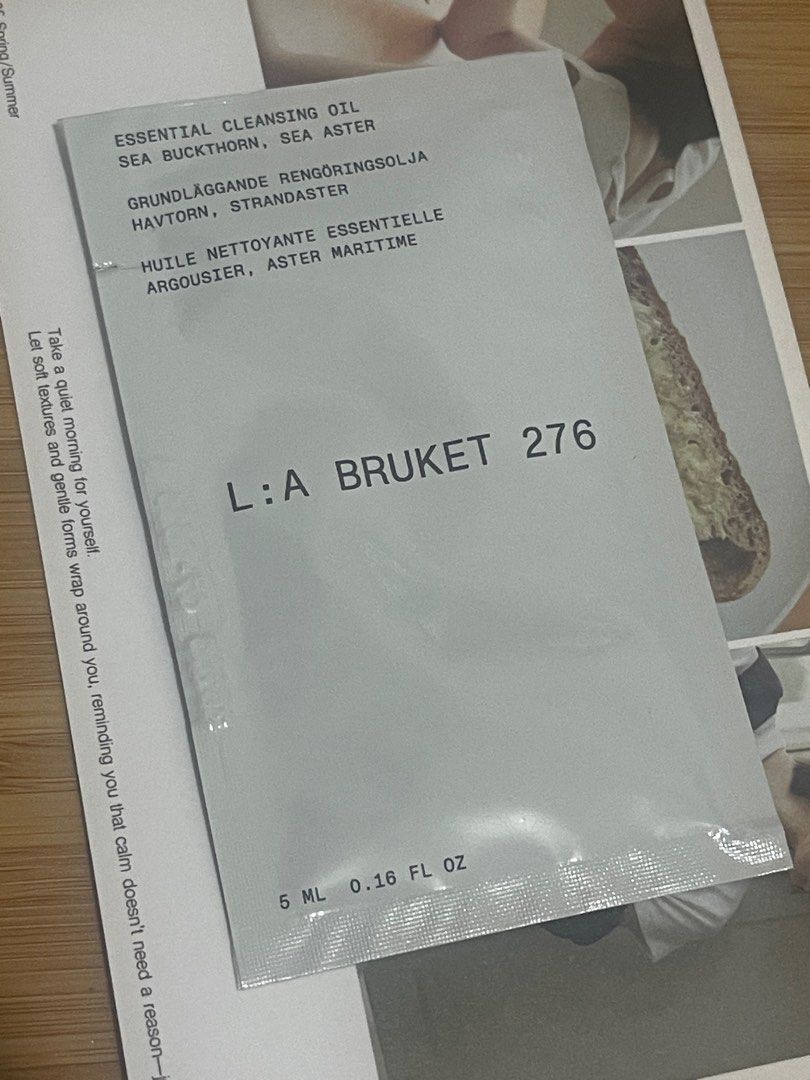 Spring/Summer
ESSENTIAL CLEANSING OIL
SEA BUCKTHORN, SEA ASTER
GRUNDLÄGGANDE RENGÖRINGSOLJA
HAVTORN, STRANDASTER
HUILE NETTOYANTE ESSENTIELLE
ARGOUSIER, ASTER MARITIME
L:A BRUKET 276
5 ML 0.16 FL OZ
Take a quiet morning for yourself.
Let soft textures and gentle forms wrap around you, reminding you that calm doesn't need a reason—